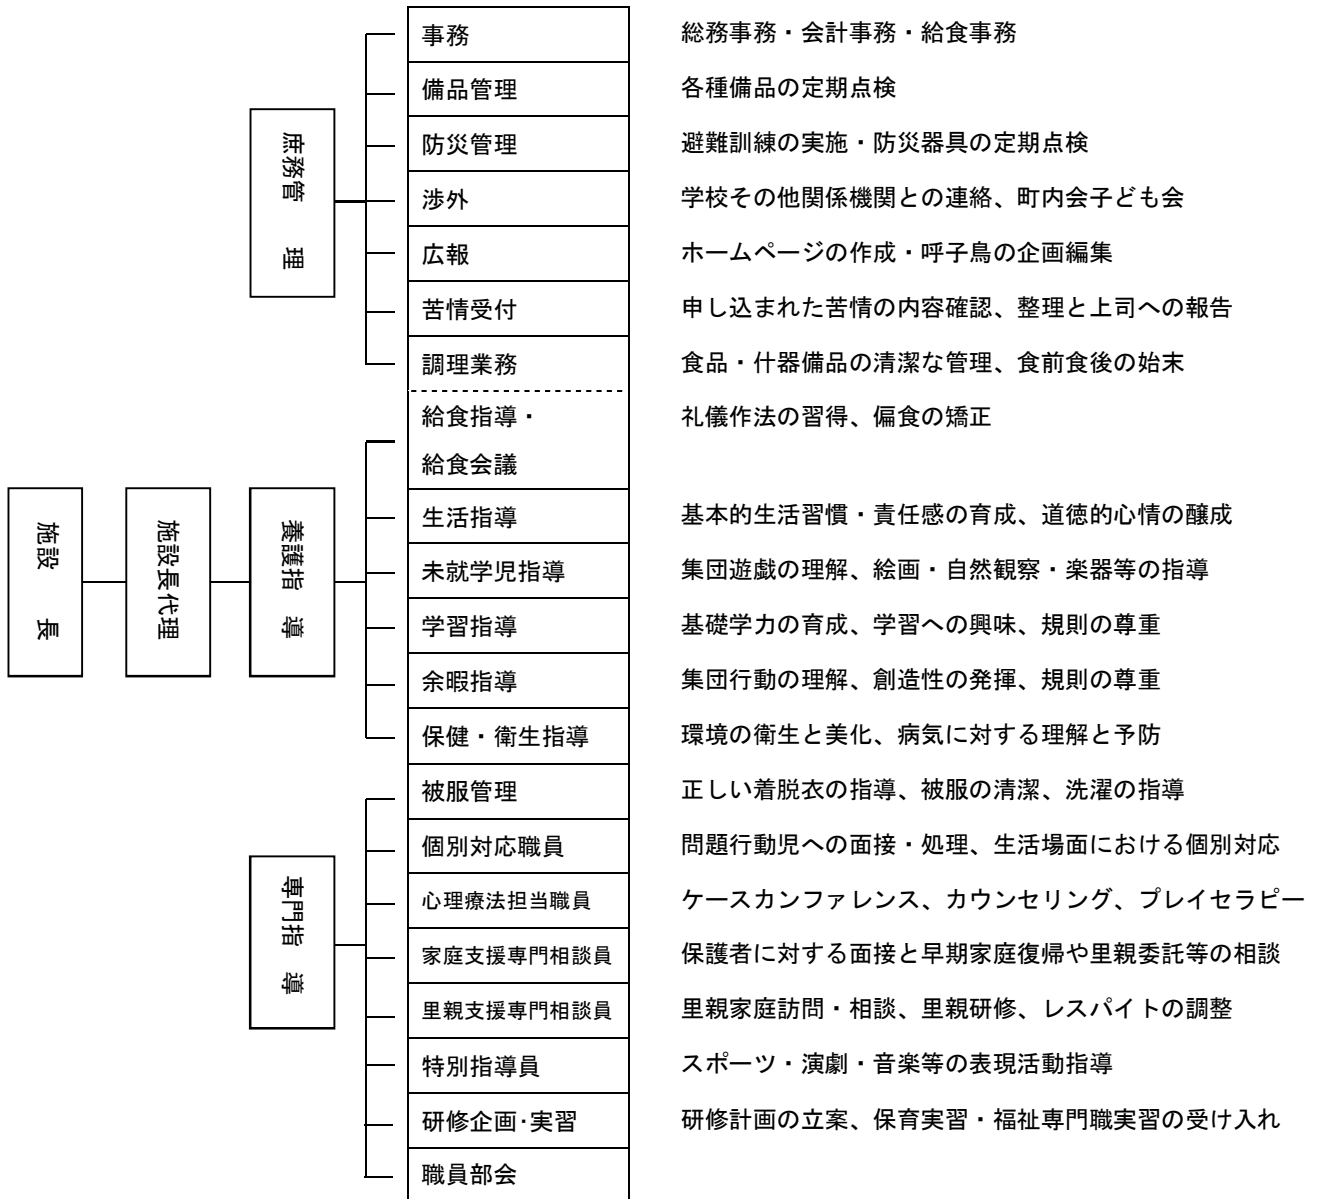 事務 総務事務・会計事務・給食事務
備品管理 各種備品の定期点検
防災管理 避難訓練の実施・防災器具の定期点検
渉外 学校その他関係機関との連絡、町内会子ども会
広報 ホームページの作成・呼子鳥の企画編集
苦情受付 申し込まれた苦情の内容確認、整理と上司への報告
調理業務 食品・什器備品の清潔な管理、食前食後の始末
庶務管 理
給食指導・ 礼儀作法の習得、偏食の矯正
給食会議
生活指導 基本的生活習慣・責任感の育成、道徳的心情の醸成
未就学児指導 集団遊戯の理解、絵画・自然観察・楽器等の指導
学習指導 基礎学力の育成、学習への興味、規則の尊重
余暇指導 集団行動の理解、創造性の発揮、規則の尊重
保健・衛生指導 環境の衛生と美化、病気に対する理解と予防
施設 長
施設長代理
養護指 導
被服管理 正しい着脱衣の指導、被服の清潔、洗濯の指導
個別対応職員 問題行動児への面接・処理、生活場面における個別対応
心理療法担当職員 ケースカンファレンス、カウンセリング、プレイセラピー
家庭支援専門相談員 保護者に対する面接と早期家庭復帰や里親委託等の相談
里親支援専門相談員 里親家庭訪問・相談、里親研修、レスパイトの調整
特別指導員 スポーツ・演劇・音楽等の表現活動指導
研修企画･実習 研修計画の立案、保育実習・福祉専門職実習の受け入れ
職員部会
専門指 導